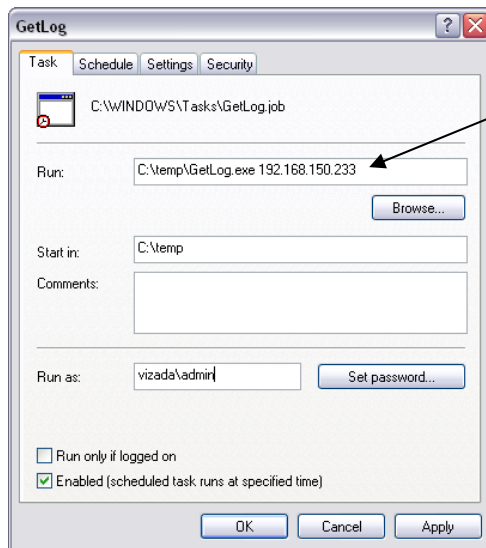 GetLog
Task Schedule Settings Security
C:\WINDOWS\Tasks\GetLog.job
Run: C:\temp\GetLog.exe 192.168.150.233
Browse...
Start in: C:\temp
Comments:
Run as: vizada\admin Set password...
Run only if logged on
Enabled (scheduled task runs at specified time)
OK Cancel Apply